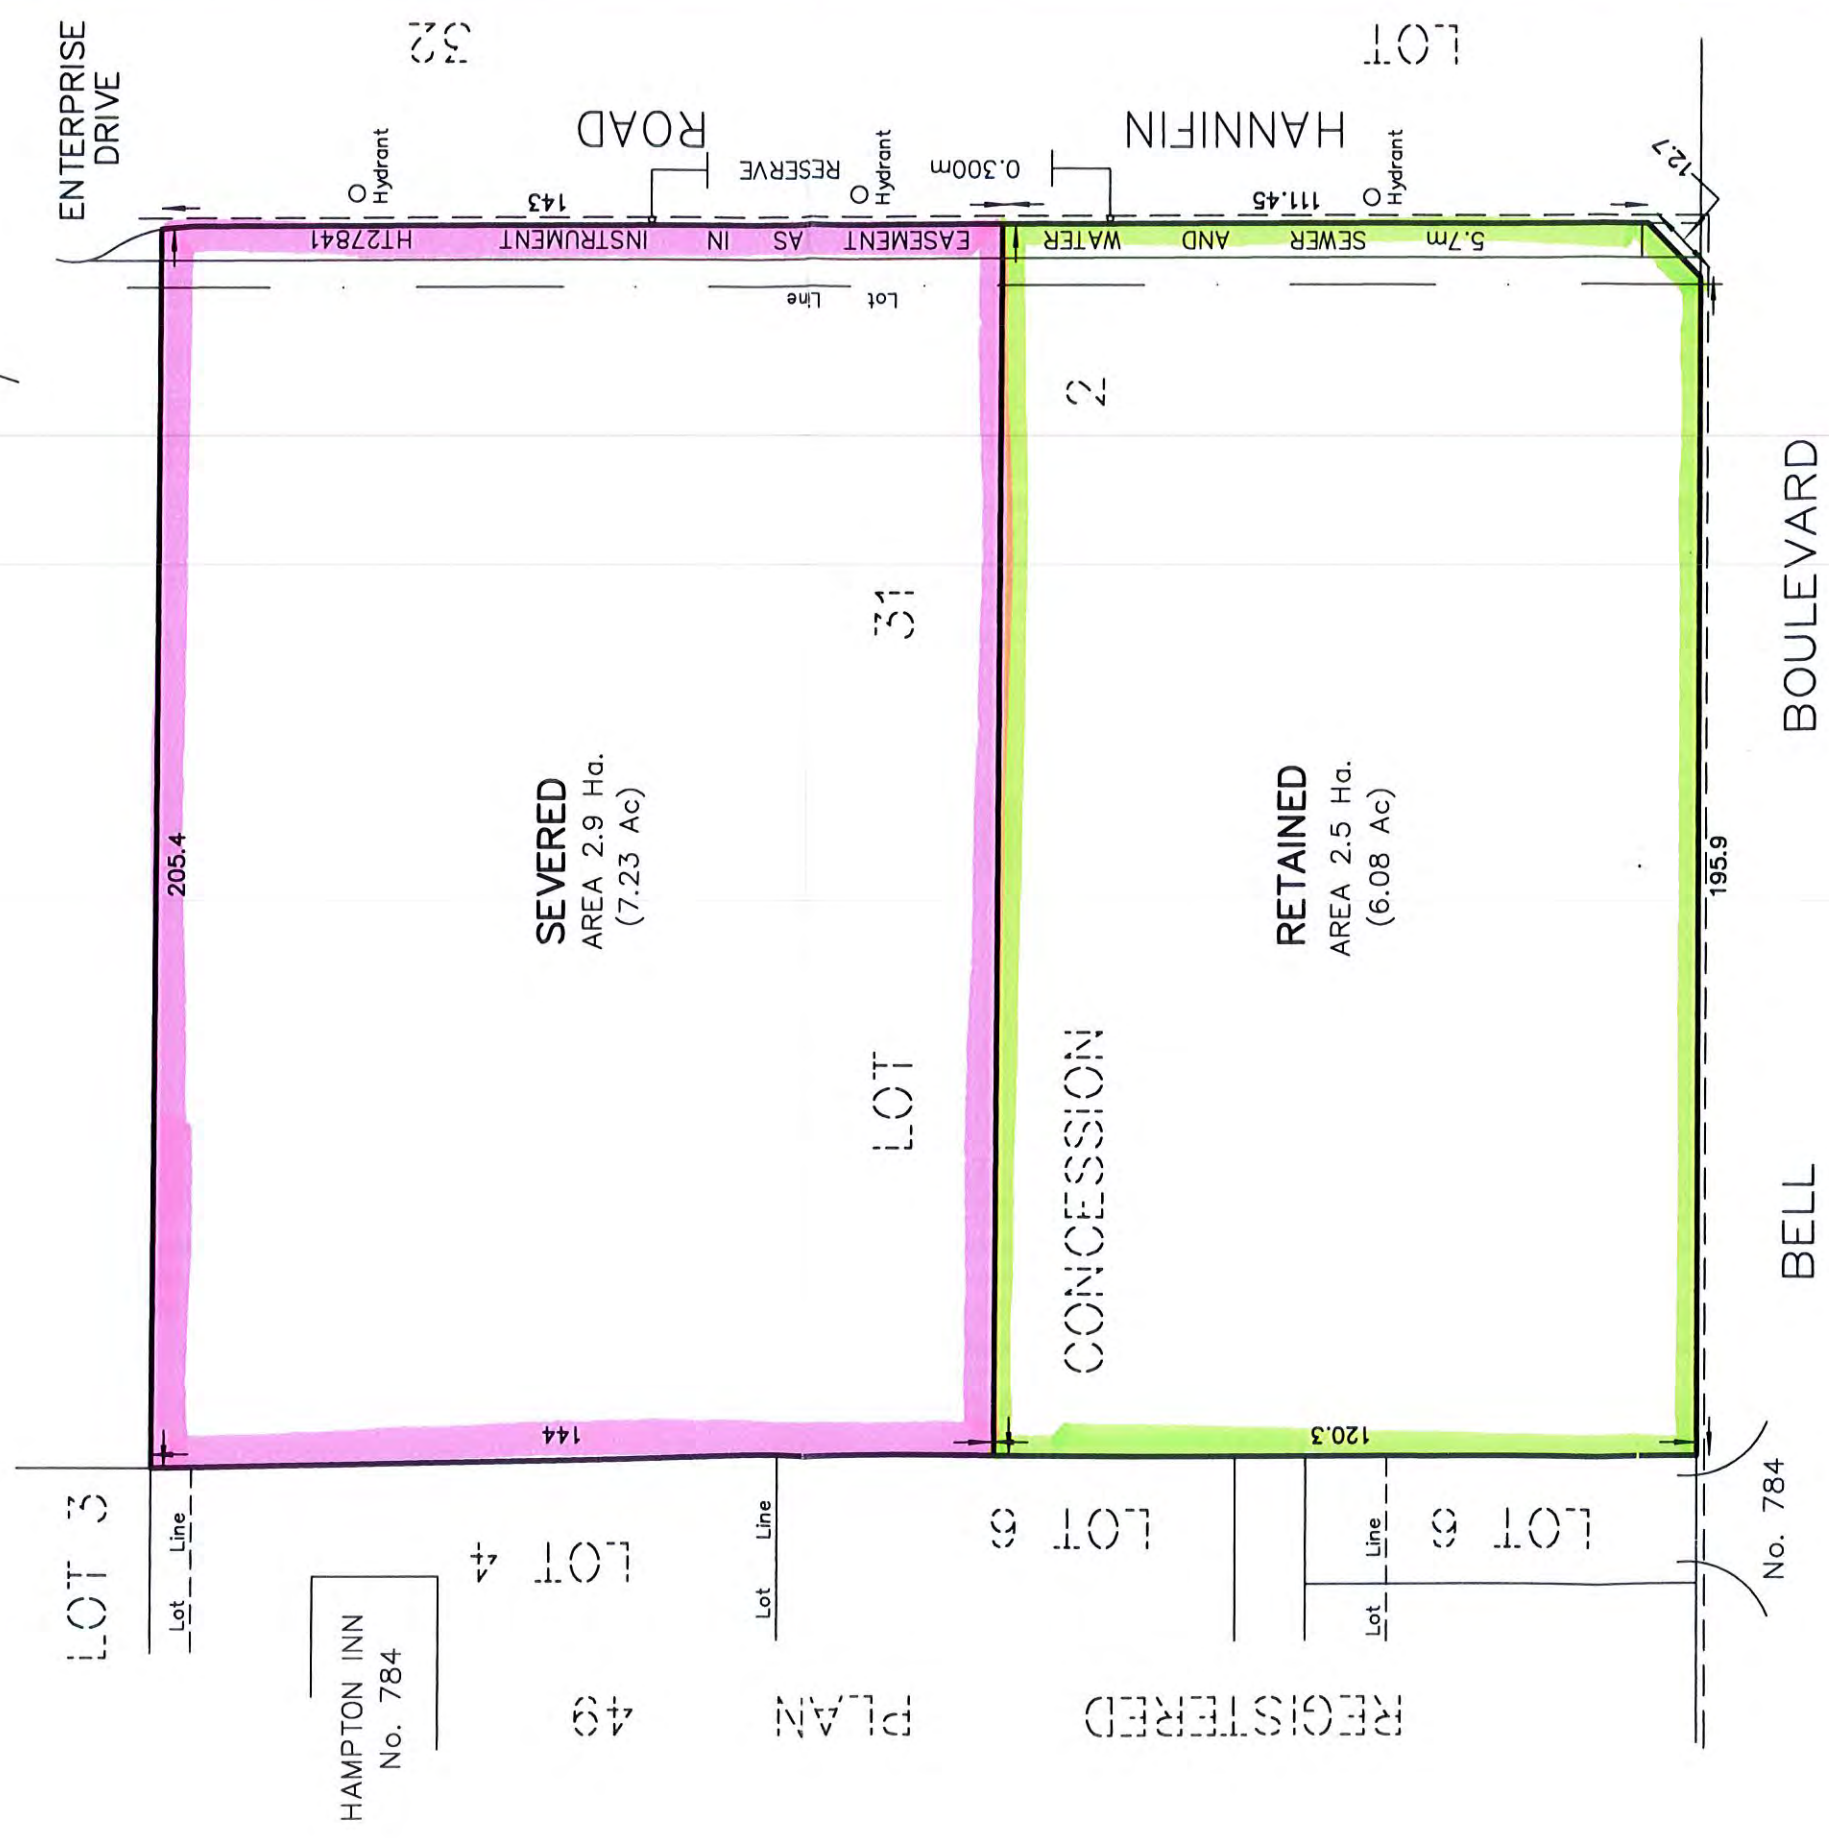 ENTERPRISE
DRIVE
LOT 32
HANNIFIN ROAD
Hydrant
Hydrant
Hydrant
0.300m RESERVE
12.7
143
111.45
5.7m SEWER AND WATER EASEMENT AS IN INSTRUMENT HT27841
Lot Line
205.4
SEVERED
AREA 2.9 Ha.
(7.23 Ac)
LOT 31
CONCESSION 2
RETAINED
AREA 2.5 Ha.
(6.08 Ac)
195.9
BELL BOULEVARD
144
120.3
LOT 3
Lot Line
LOT 4
Lot Line
LOT
Lot Line
LOT
No. 784
HAMPTON INN
No. 784
REGISTERED PLAN